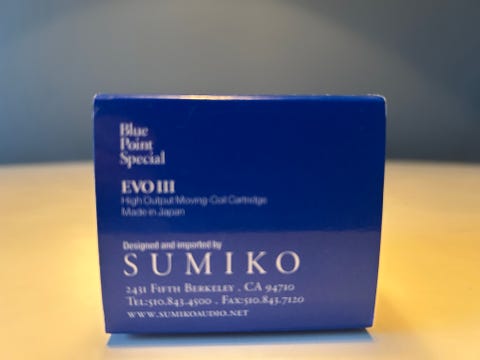 Blue
Point
Special
EVO III
High Output Moving-Coil Cartridge
Made in Japan
Designed and imported by
SUMIKO
2431 FIFTH BERKELEY . CA 94710
TEL:510.843.4500 . FAX:510.843.7120
WWW.SUMIKOAUDIO.NET